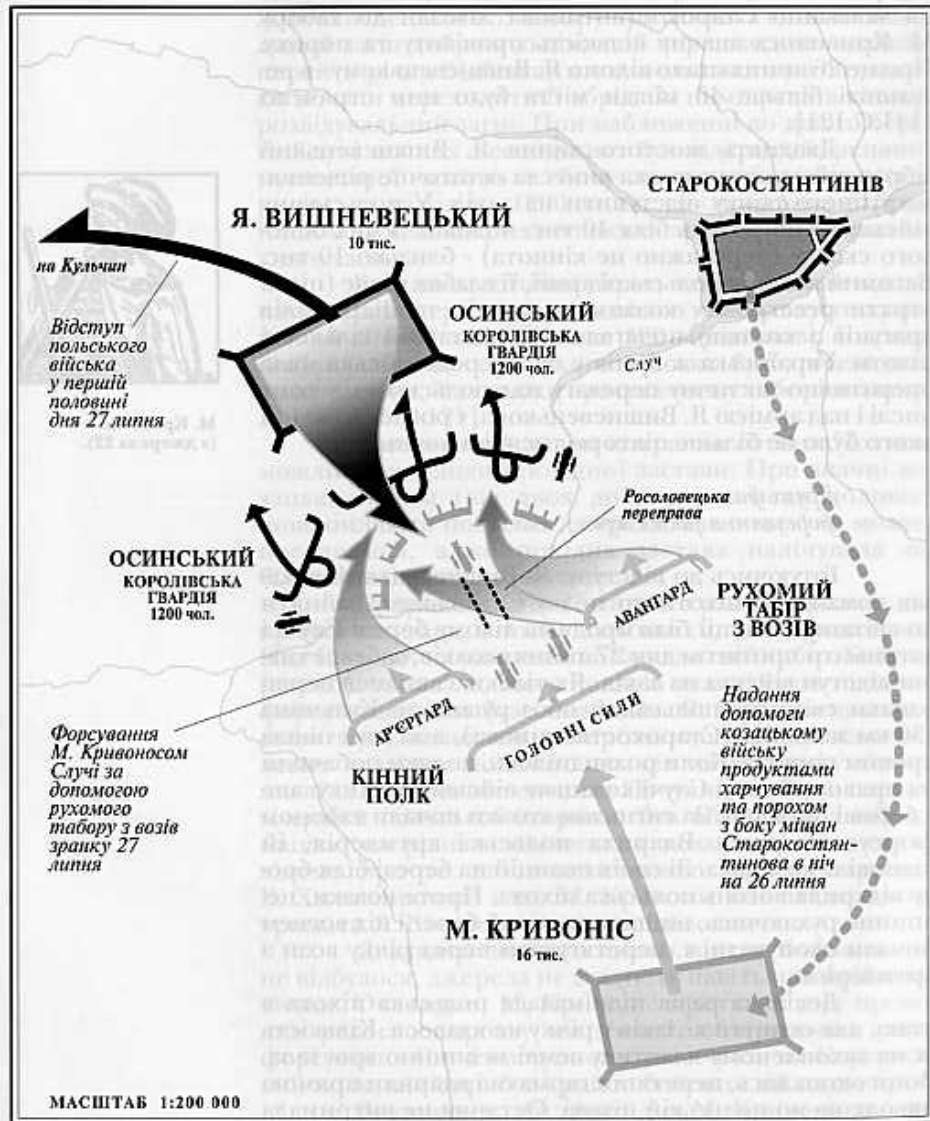 СТАРОКОСТЯНТИНІВ
Я. ВИШНЕВЕЦЬКИЙ
10 тис.
на Кульчин
Відступ
польського
війська
у першій
половині
дня 27 липня
ОСИНСЬКИЙ
КОРОЛІВСЬКА
ГВАРДІЯ
1200 чол.
Случ
Росоловецька
переправа
ОСИНСЬКИЙ
КОРОЛІВСЬКА
ГВАРДІЯ
1200 чол.
АВАНГАРД
РУХОМИЙ
ТАБІР
З ВОЗІВ
АР'ЄРГАРД
ГОЛОВНІ СИЛИ
КІННИЙ
ПОЛК
Форсування
М. Кривоносом
Случі за
допомогою
рухомого
табору з возів
зранку 27
липня
Надання
допомоги
козацькому
війську
продуктами
харчування
та порохом
з боку міщан
Старокостян-
тинова в ніч
на 26 липня
М. КРИВОНІС
16 тис.
МАСШТАБ 1:200 000